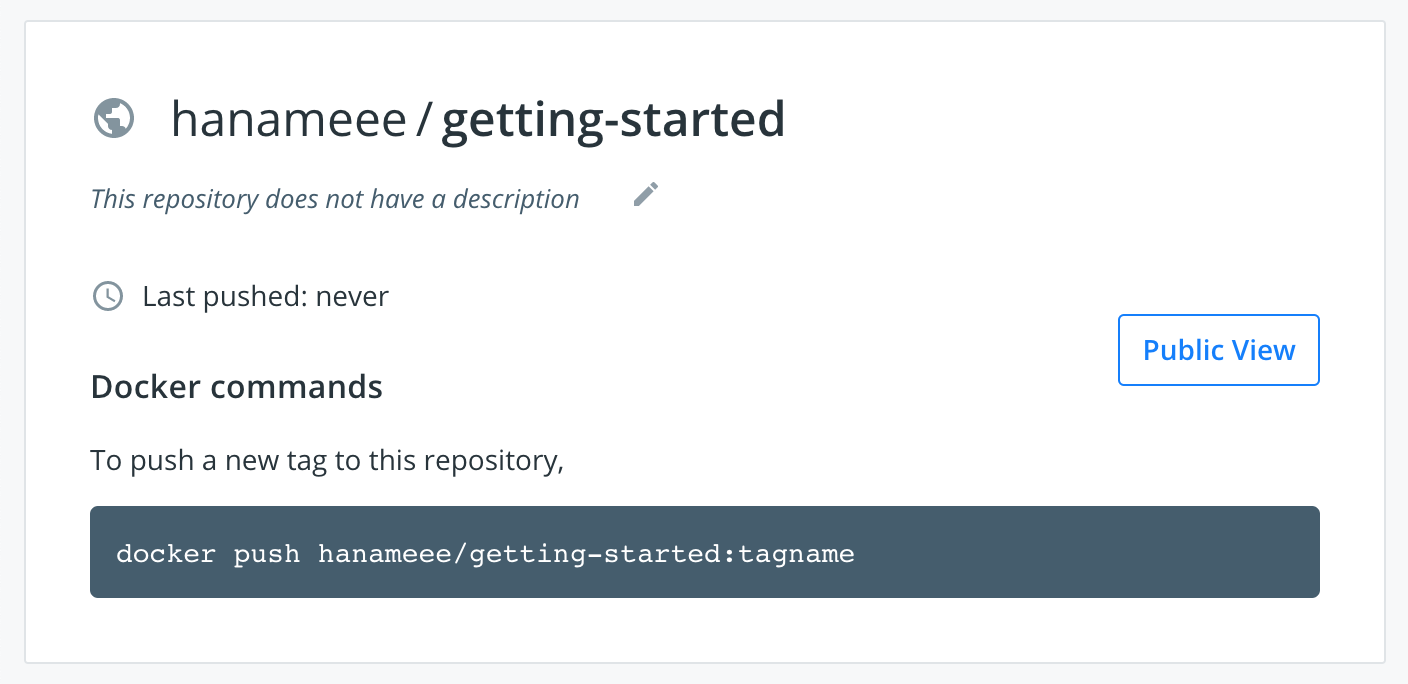 hanameee / getting-started
This repository does not have a description
Last pushed: never
Public View
Docker commands
To push a new tag to this repository,
docker push hanameee/getting-started:tagname